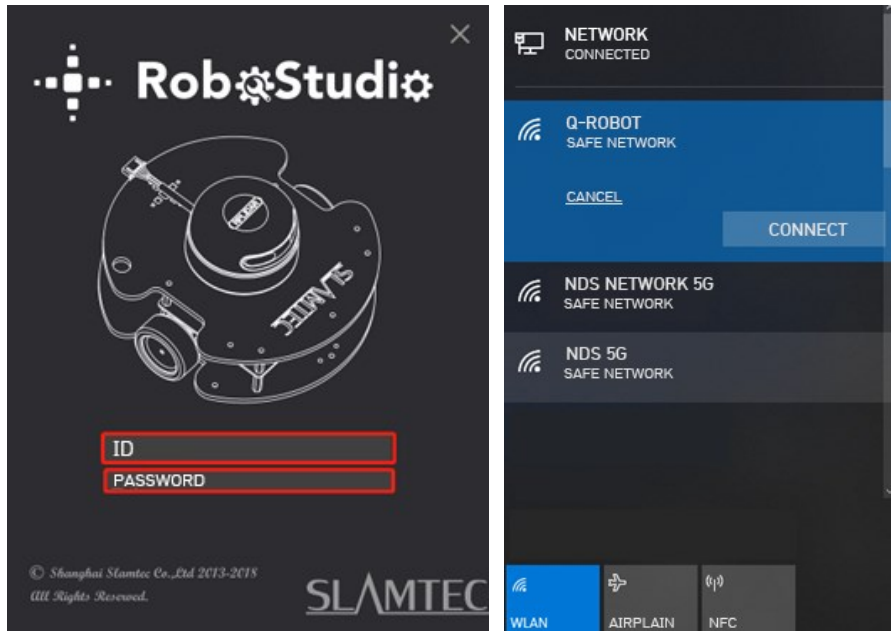 RoboStudio
SLAMTEC
ID
PASSWORD
© Shanghai Slamtec Co.,Ltd 2013-2018
All Rights Reserved.
SLAMTEC
NETWORK
CONNECTED
Q-ROBOT
SAFE NETWORK
CANCEL
CONNECT
NDS NETWORK 5G
SAFE NETWORK
NDS 5G
SAFE NETWORK
WLAN
AIRPLAIN
NFC